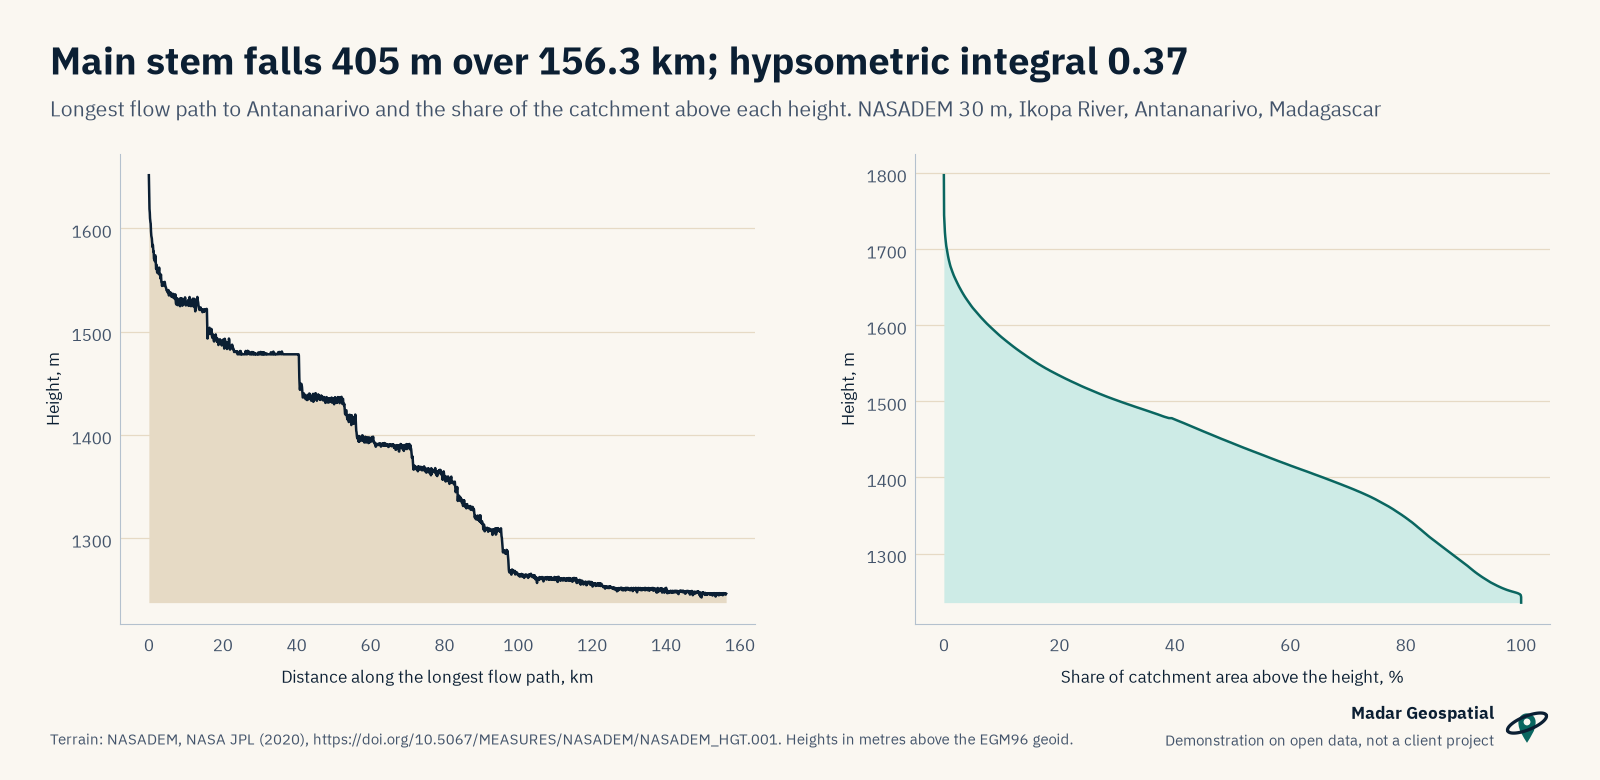 Main stem falls 405 m over 156.3 km; hypsometric integral 0.37
Longest flow path to Antananarivo and the share of the catchment above each height. NASADEM 30 m, Ikopa River, Antananarivo, Madagascar
Height, m
1600
1500
1400
1300
0 20 40 60 80 100 120 140 160
Distance along the longest flow path, km
Height, m
1800
1700
1600
1500
1400
1300
0 20 40 60 80 100
Share of catchment area above the height, %
Madar Geospatial
Terrain: NASADEM, NASA JPL (2020), https://doi.org/10.5067/MEASURES/NASADEM/NASADEM_HGT.001. Heights in metres above the EGM96 geoid.
Demonstration on open data, not a client project